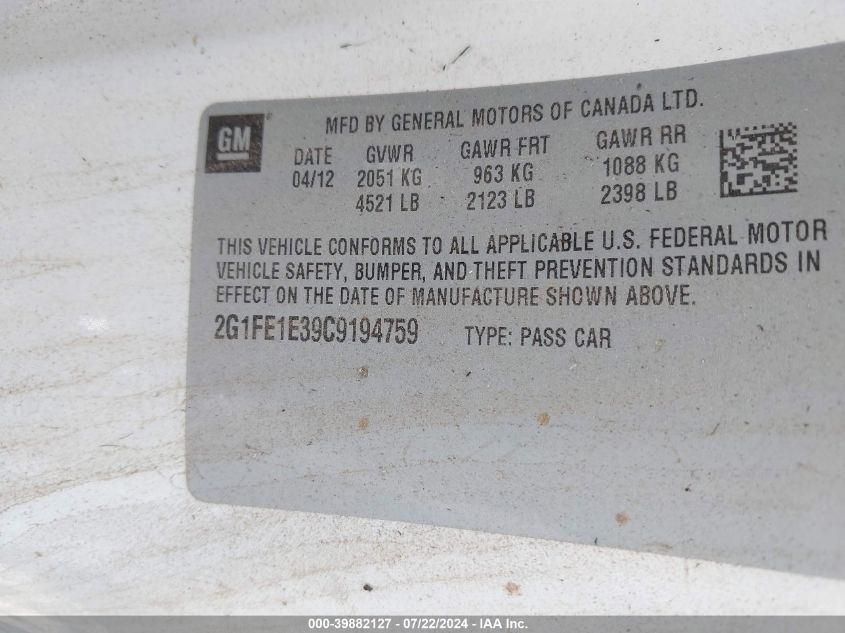 GM
MFD BY GENERAL MOTORS OF CANADA LTD.
DATE GVWR GAWR FRT GAWR RR
04/12 2051 KG 963 KG 1088 KG
4521 LB 2123 LB 2398 LB
THIS VEHICLE CONFORMS TO ALL APPLICABLE U.S. FEDERAL MOTOR
VEHICLE SAFETY, BUMPER, AND THEFT PREVENTION STANDARDS IN
EFFECT ON THE DATE OF MANUFACTURE SHOWN ABOVE.
2G1FE1E39C9194759 TYPE: PASS CAR
000-39882127 - 07/22/2024 - IAA Inc.